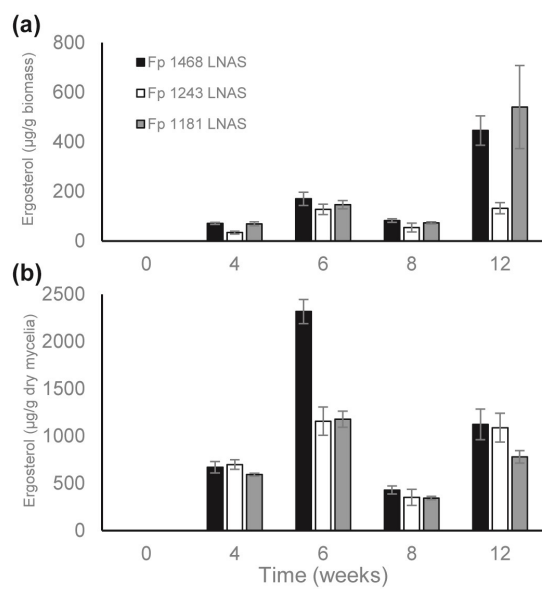 (a)
Ergosterol (µg/g biomass)
800
600
400
200
0
Fp 1468 LNAS
Fp 1243 LNAS
Fp 1181 LNAS
0 4 6 8 12
(b)
Ergosterol (µg/g dry mycelia)
2500
2000
1500
1000
500
0
0 4 6 8 12
Time (weeks)